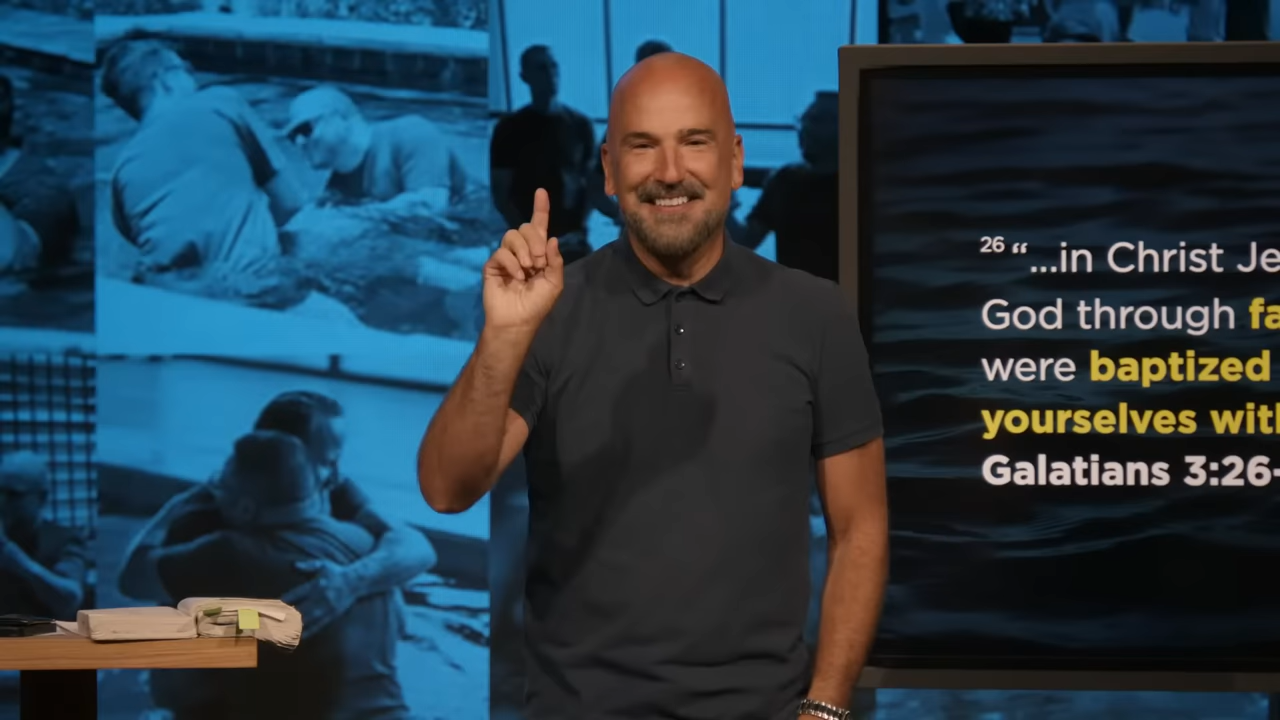 26 “...in Christ Je
God through fa
were baptized
yourselves with
Galatians 3:26-